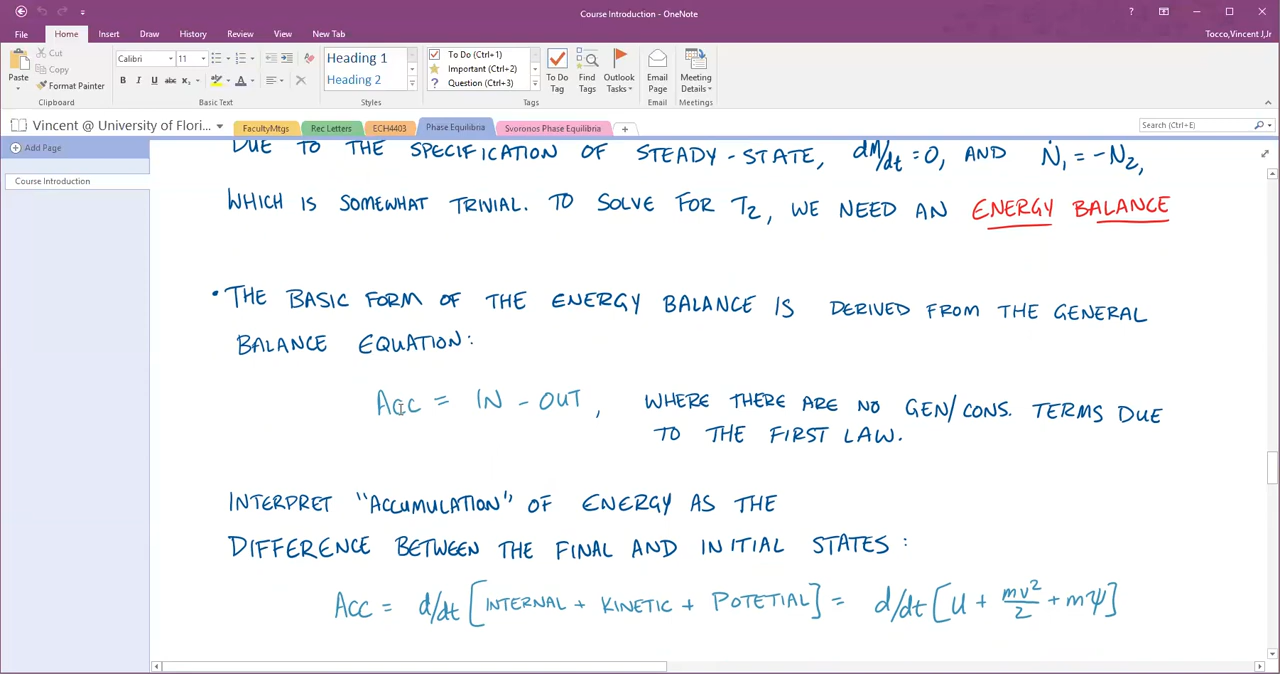 Course Introduction - OneNote
File Home Insert Draw History Review View New Tab
Tocco,Vincent J,Jr
Paste
Cut
Copy
Format Painter
Clipboard
Calibri 11
B I U abc x₂ A
Basic Text
Heading 1
Heading 2
Styles
To Do (Ctrl+1)
Important (Ctrl+2)
Question (Ctrl+3)
To Do Tag
Find Tags
Outlook Tasks
Tags
Email Page
Email
Meeting Details
Meetings
Vincent @ University of Flori... FacultyMtgs Rec Letters ECH4403 Phase Equilibria Svoronos Phase Equilibria +
Search (Ctrl+E)
Add Page
Course Introduction
DUE TO THE SPECIFICATION OF STEADY-STATE, dM/dt = 0, AND Ṅ₁ = -N₂,
WHICH IS SOMEWHAT TRIVIAL. TO SOLVE FOR T₂, WE NEED AN ENERGY BALANCE
• THE BASIC FORM OF THE ENERGY BALANCE IS DERIVED FROM THE GENERAL
BALANCE EQUATION:
ACC = IN - OUT, WHERE THERE ARE NO GEN/CONS. TERMS DUE
TO THE FIRST LAW.
INTERPRET "ACCUMULATION" OF ENERGY AS THE
DIFFERENCE BETWEEN THE FINAL AND INITIAL STATES:
ACC = d/dt [INTERNAL + KINETIC + POTETIAL] = d/dt [U + mv²/2 + mψ]